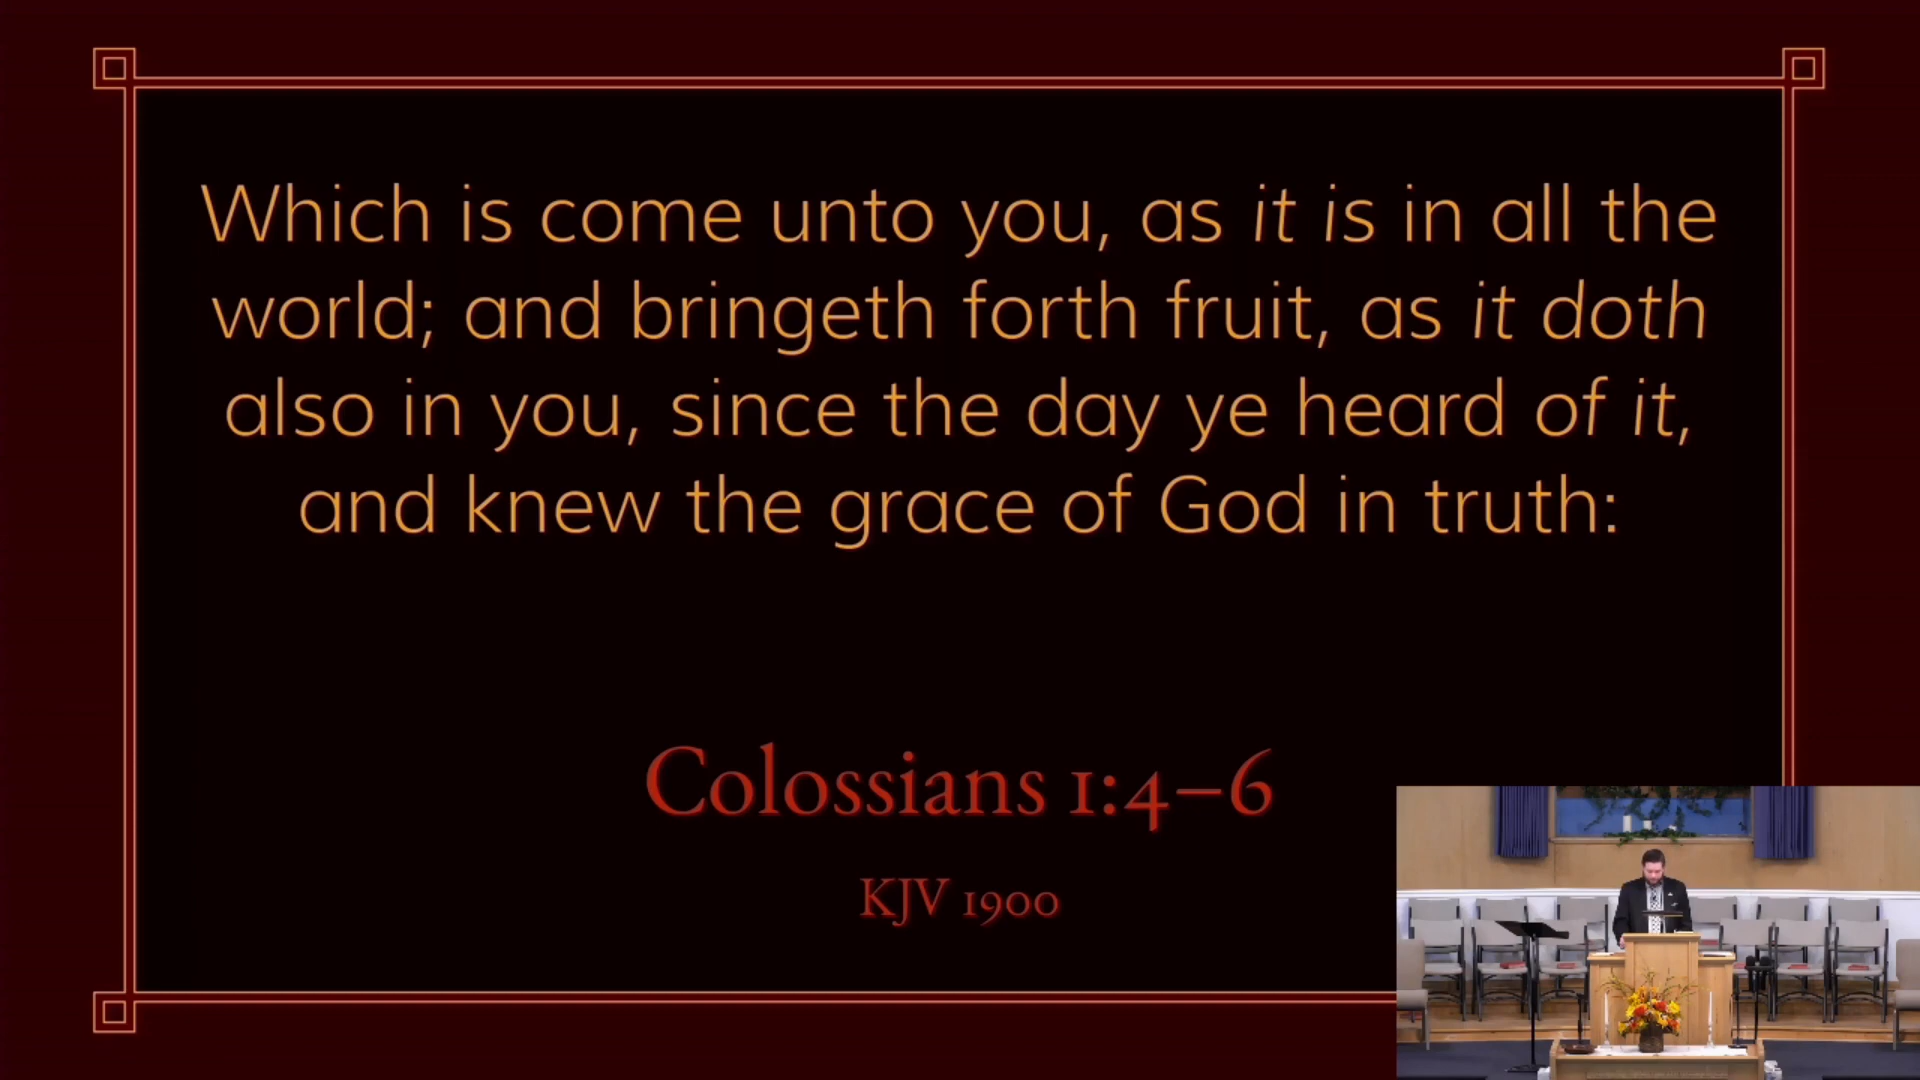 Which is come unto you, as it is in all the
world; and bringeth forth fruit, as it doth
also in you, since the day ye heard of it,
and knew the grace of God in truth:
Colossians 1:4–6
KJV 1900